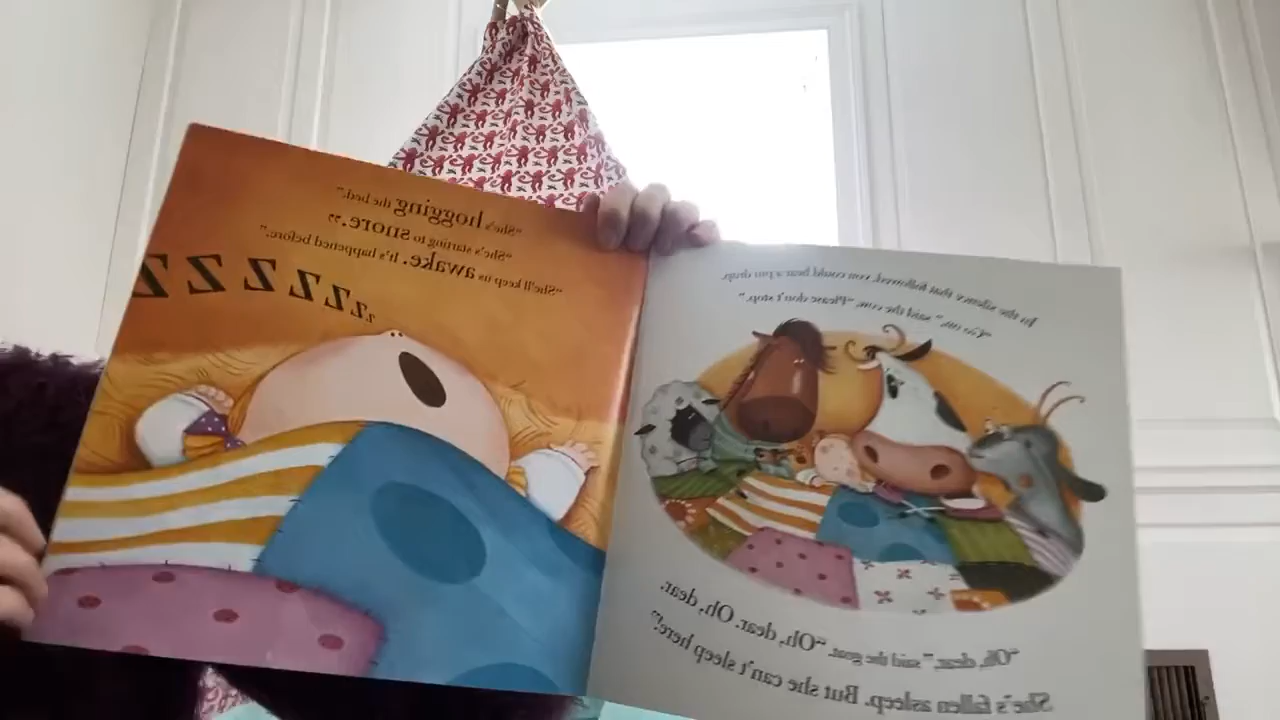 In the silence that followed, you could hear a pin drop.
"Go on," said the cow, "Please don't stop."
"Oh, dear," said the goat. "Oh, dear. Oh, dear.
She's fallen asleep. But she can't sleep here!"
"She's hogging the bed."
"She's starting to snore."
"She'll keep us awake. It's happened before."
zzzZZZZZZ